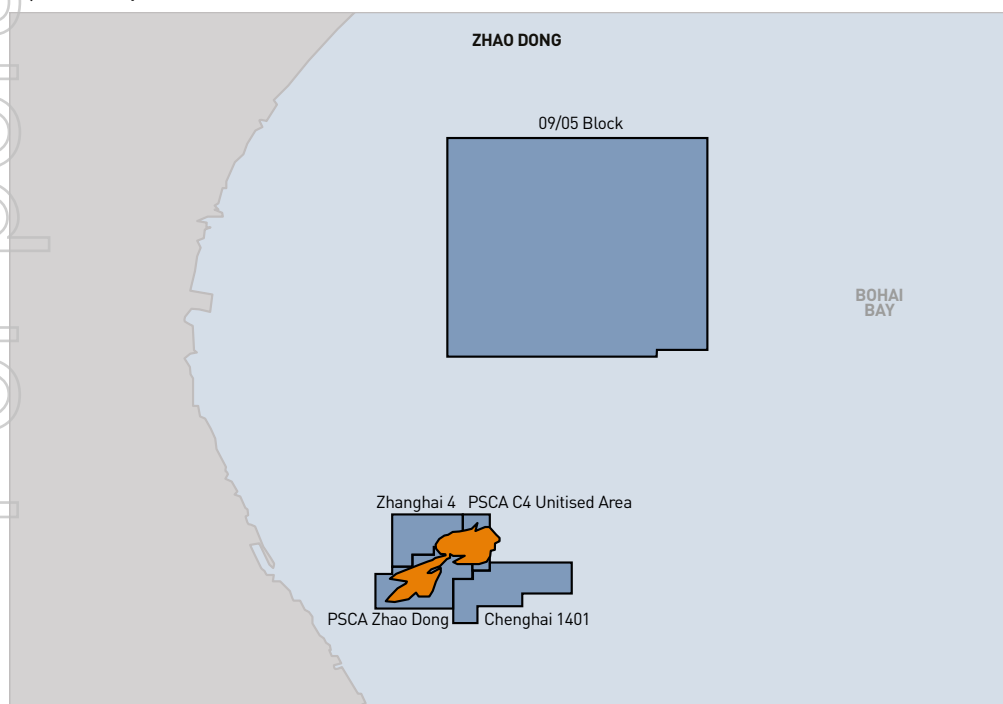 ZHAO DONG
09/05 Block
BOHAI
BAY
Zhanghai 4
PSCA C4 Unitised Area
PSCA Zhao Dong
Chenghai 1401